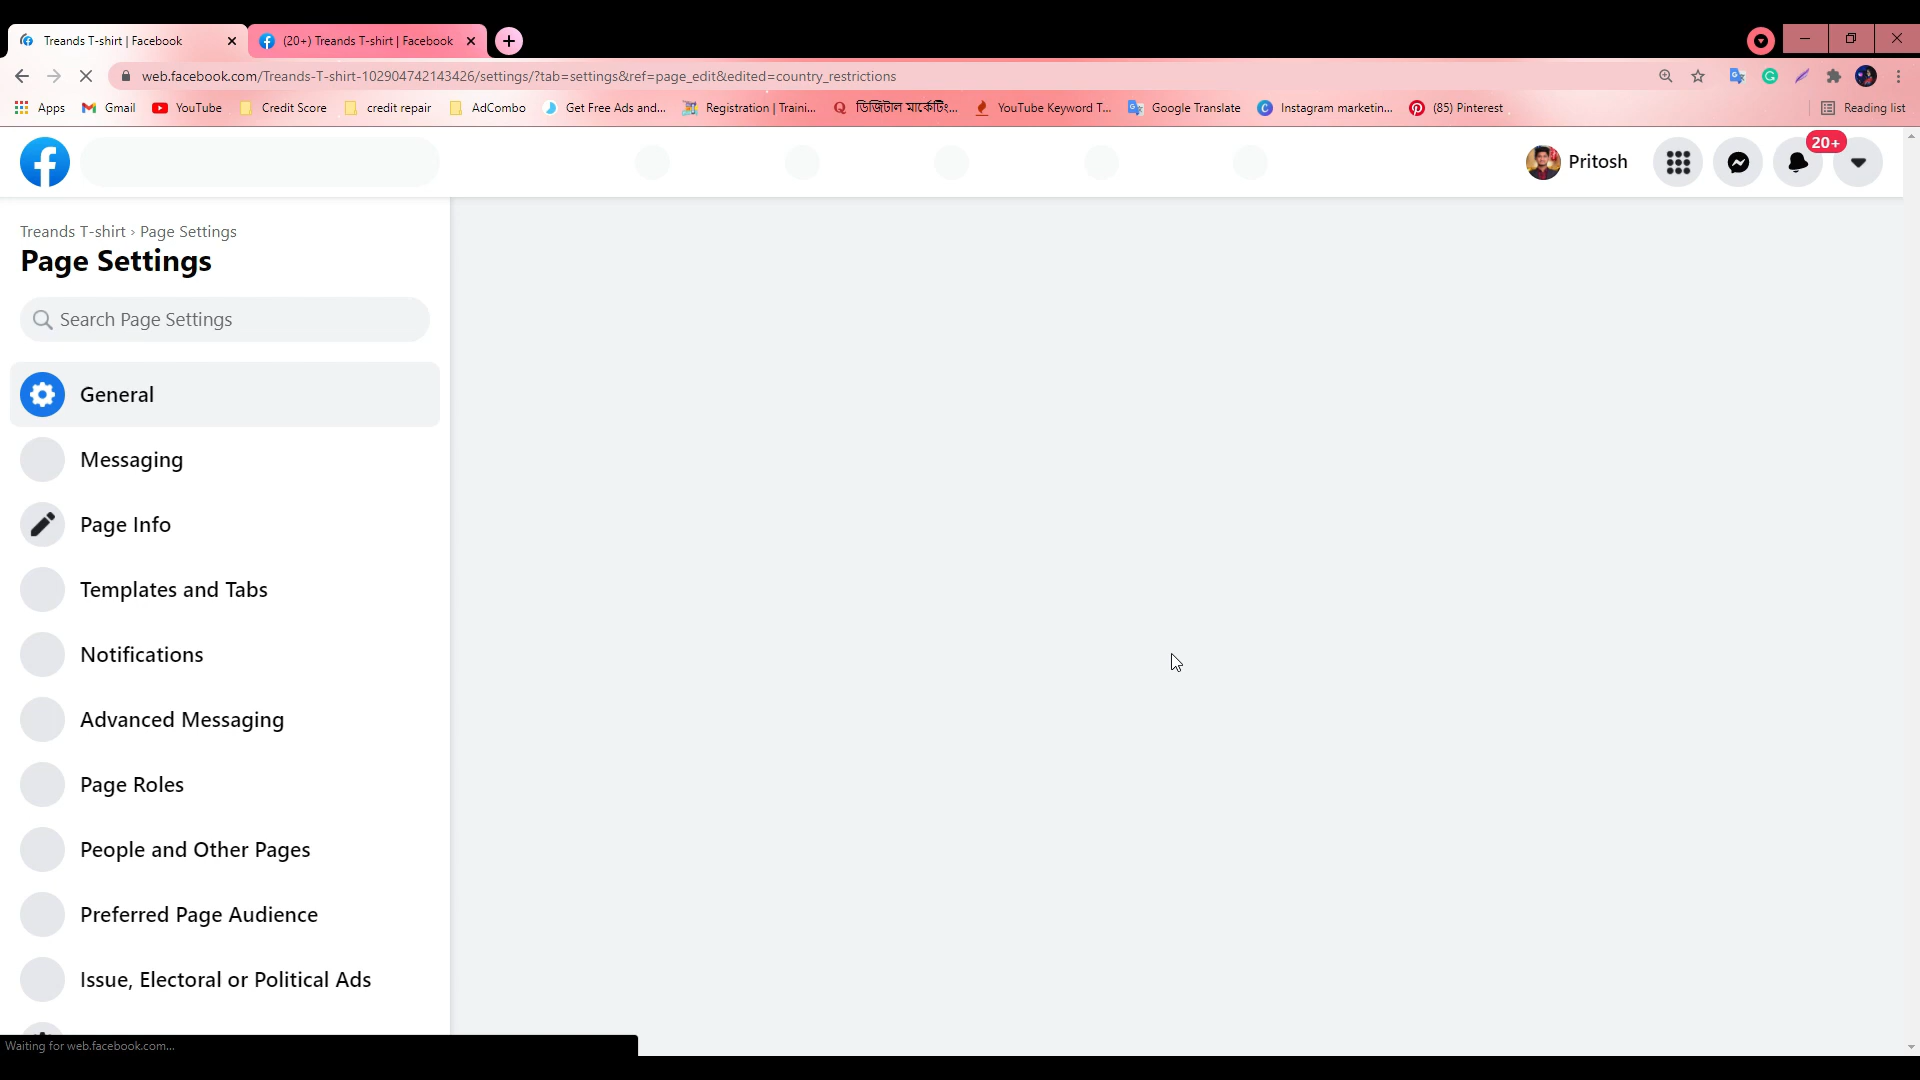 Treands T-shirt | Facebook
(20+) Treands T-shirt | Facebook
web.facebook.com/Treands-T-shirt-102904742143426/settings/?tab=settings&ref=page_edit&edited=country_restrictions
Apps
Gmail
YouTube
Credit Score
credit repair
AdCombo
Get Free Ads and...
Registration | Traini...
ডিজিটাল মার্কেটিং...
YouTube Keyword T...
Google Translate
Instagram marketin...
(85) Pinterest
Reading list
Pritosh
20+
Treands T-shirt › Page Settings
Page Settings
Search Page Settings
General
Messaging
Page Info
Templates and Tabs
Notifications
Advanced Messaging
Page Roles
People and Other Pages
Preferred Page Audience
Issue, Electoral or Political Ads
Waiting for web.facebook.com...